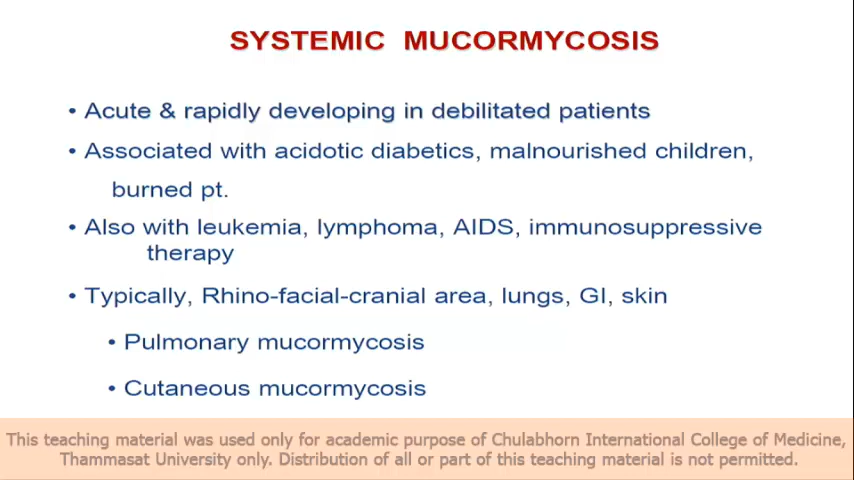 SYSTEMIC MUCORMYCOSIS
• Acute & rapidly developing in debilitated patients
• Associated with acidotic diabetics, malnourished children,
burned pt.
• Also with leukemia, lymphoma, AIDS, immunosuppressive
therapy
• Typically, Rhino-facial-cranial area, lungs, GI, skin
• Pulmonary mucormycosis
• Cutaneous mucormycosis
This teaching material was used only for academic purpose of Chulabhorn International College of Medicine,
Thammasat University only. Distribution of all or part of this teaching material is not permitted.